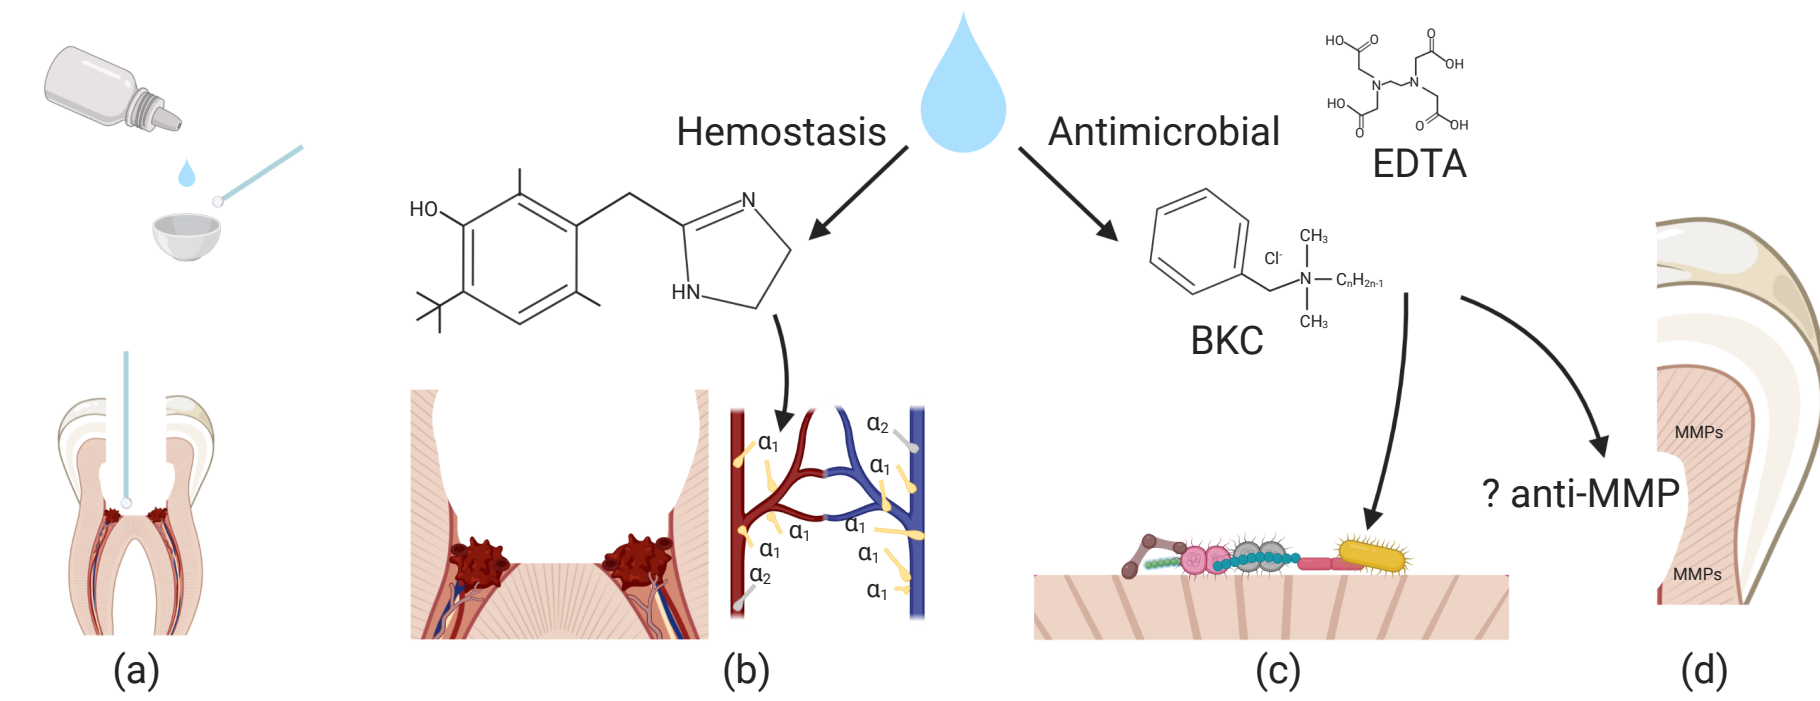 Hemostasis
Antimicrobial
HO
O
O
OH
N
N
HO
O
O
OH
EDTA
HO
N
HN
CH₃
Cl⁻
N
CₙH₂ₙ₋₁
CH₃
BKC
α₁
α₂
α₁
α₁
α₁
α₁
α₁
α₂
α₁
MMPs
? anti-MMP
MMPs
(a)
(b)
(c)
(d)